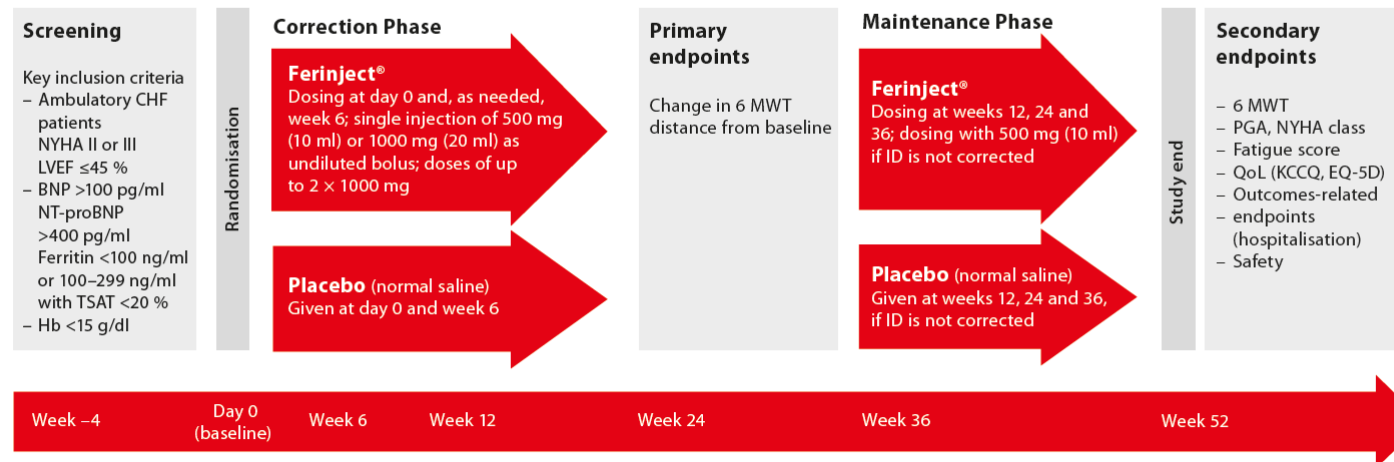 Screening
Key inclusion criteria
– Ambulatory CHF
patients
NYHA II or III
LVEF ≤45 %
– BNP >100 pg/ml
NT-proBNP
>400 pg/ml
Ferritin <100 ng/ml
or 100–299 ng/ml
with TSAT <20 %
– Hb <15 g/dl
Randomisation
Correction Phase
Ferinject®
Dosing at day 0 and, as needed,
week 6; single injection of 500 mg
(10 ml) or 1000 mg (20 ml) as
undiluted bolus; doses of up
to 2 × 1000 mg
Placebo (normal saline)
Given at day 0 and week 6
Primary
endpoints
Change in 6 MWT
distance from baseline
Maintenance Phase
Ferinject®
Dosing at weeks 12, 24 and
36; dosing with 500 mg (10 ml)
if ID is not corrected
Placebo (normal saline)
Given at weeks 12, 24 and 36,
if ID is not corrected
Study end
Secondary
endpoints
– 6 MWT
– PGA, NYHA class
– Fatigue score
– QoL (KCCQ, EQ-5D)
– Outcomes-related
– endpoints
(hospitalisation)
– Safety
Week –4
Day 0
(baseline)
Week 6
Week 12
Week 24
Week 36
Week 52